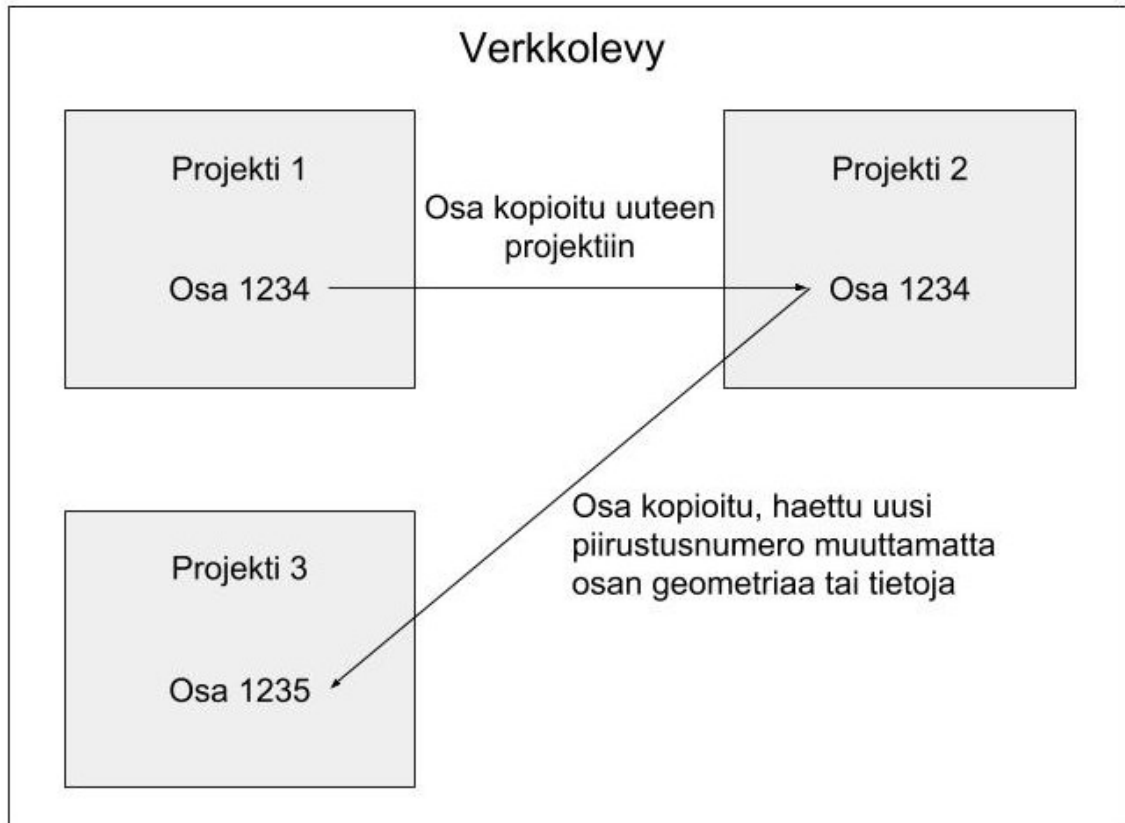 Verkkolevy
Projekti 1
Osa 1234
Osa kopioitu uuteen
projektiin
Projekti 2
Osa 1234
Osa kopioitu, haettu uusi
piirustusnumero muuttamatta
osan geometriaa tai tietoja
Projekti 3
Osa 1235